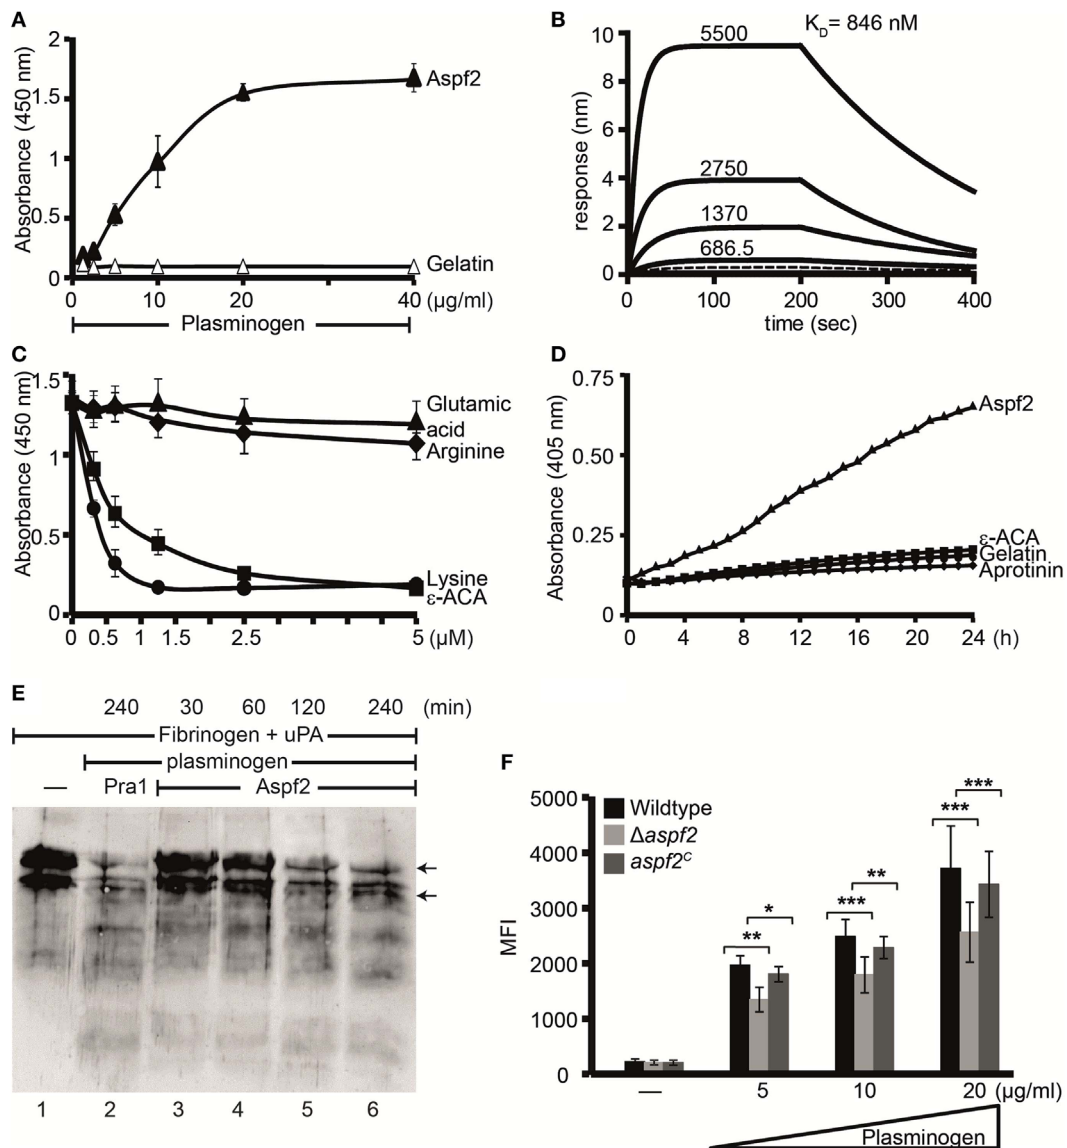 A
Absorbance (450 nm)
2
1.5
1
0.5
0
Aspf2
Gelatin
0 10 20 40 (µg/ml)
Plasminogen
B
K_D= 846 nM
response (nm)
10
8
6
4
2
0
5500
2750
1370
686.5
0 100 200 300 400
time (sec)
C
Absorbance (450 nm)
1.5
1
0.5
0
Glutamic
acid
Arginine
Lysine
ε-ACA
0 0.5 1 1.5 2.5 5 (µM)
D
Absorbance (405 nm)
0.75
0.50
0.25
0
Aspf2
ε-ACA
Gelatin
Aprotinin
0 4 8 12 16 20 24 (h)
E
240 30 60 120 240 (min)
Fibrinogen + uPA
plasminogen
— Pra1 Aspf2
1 2 3 4 5 6
F
MFI
5000
4000
3000
2000
1000
0
Wildtype
Δaspf2
aspf2ᶜ
** *
*** **
*** ***
— 5 10 20 (µg/ml)
Plasminogen